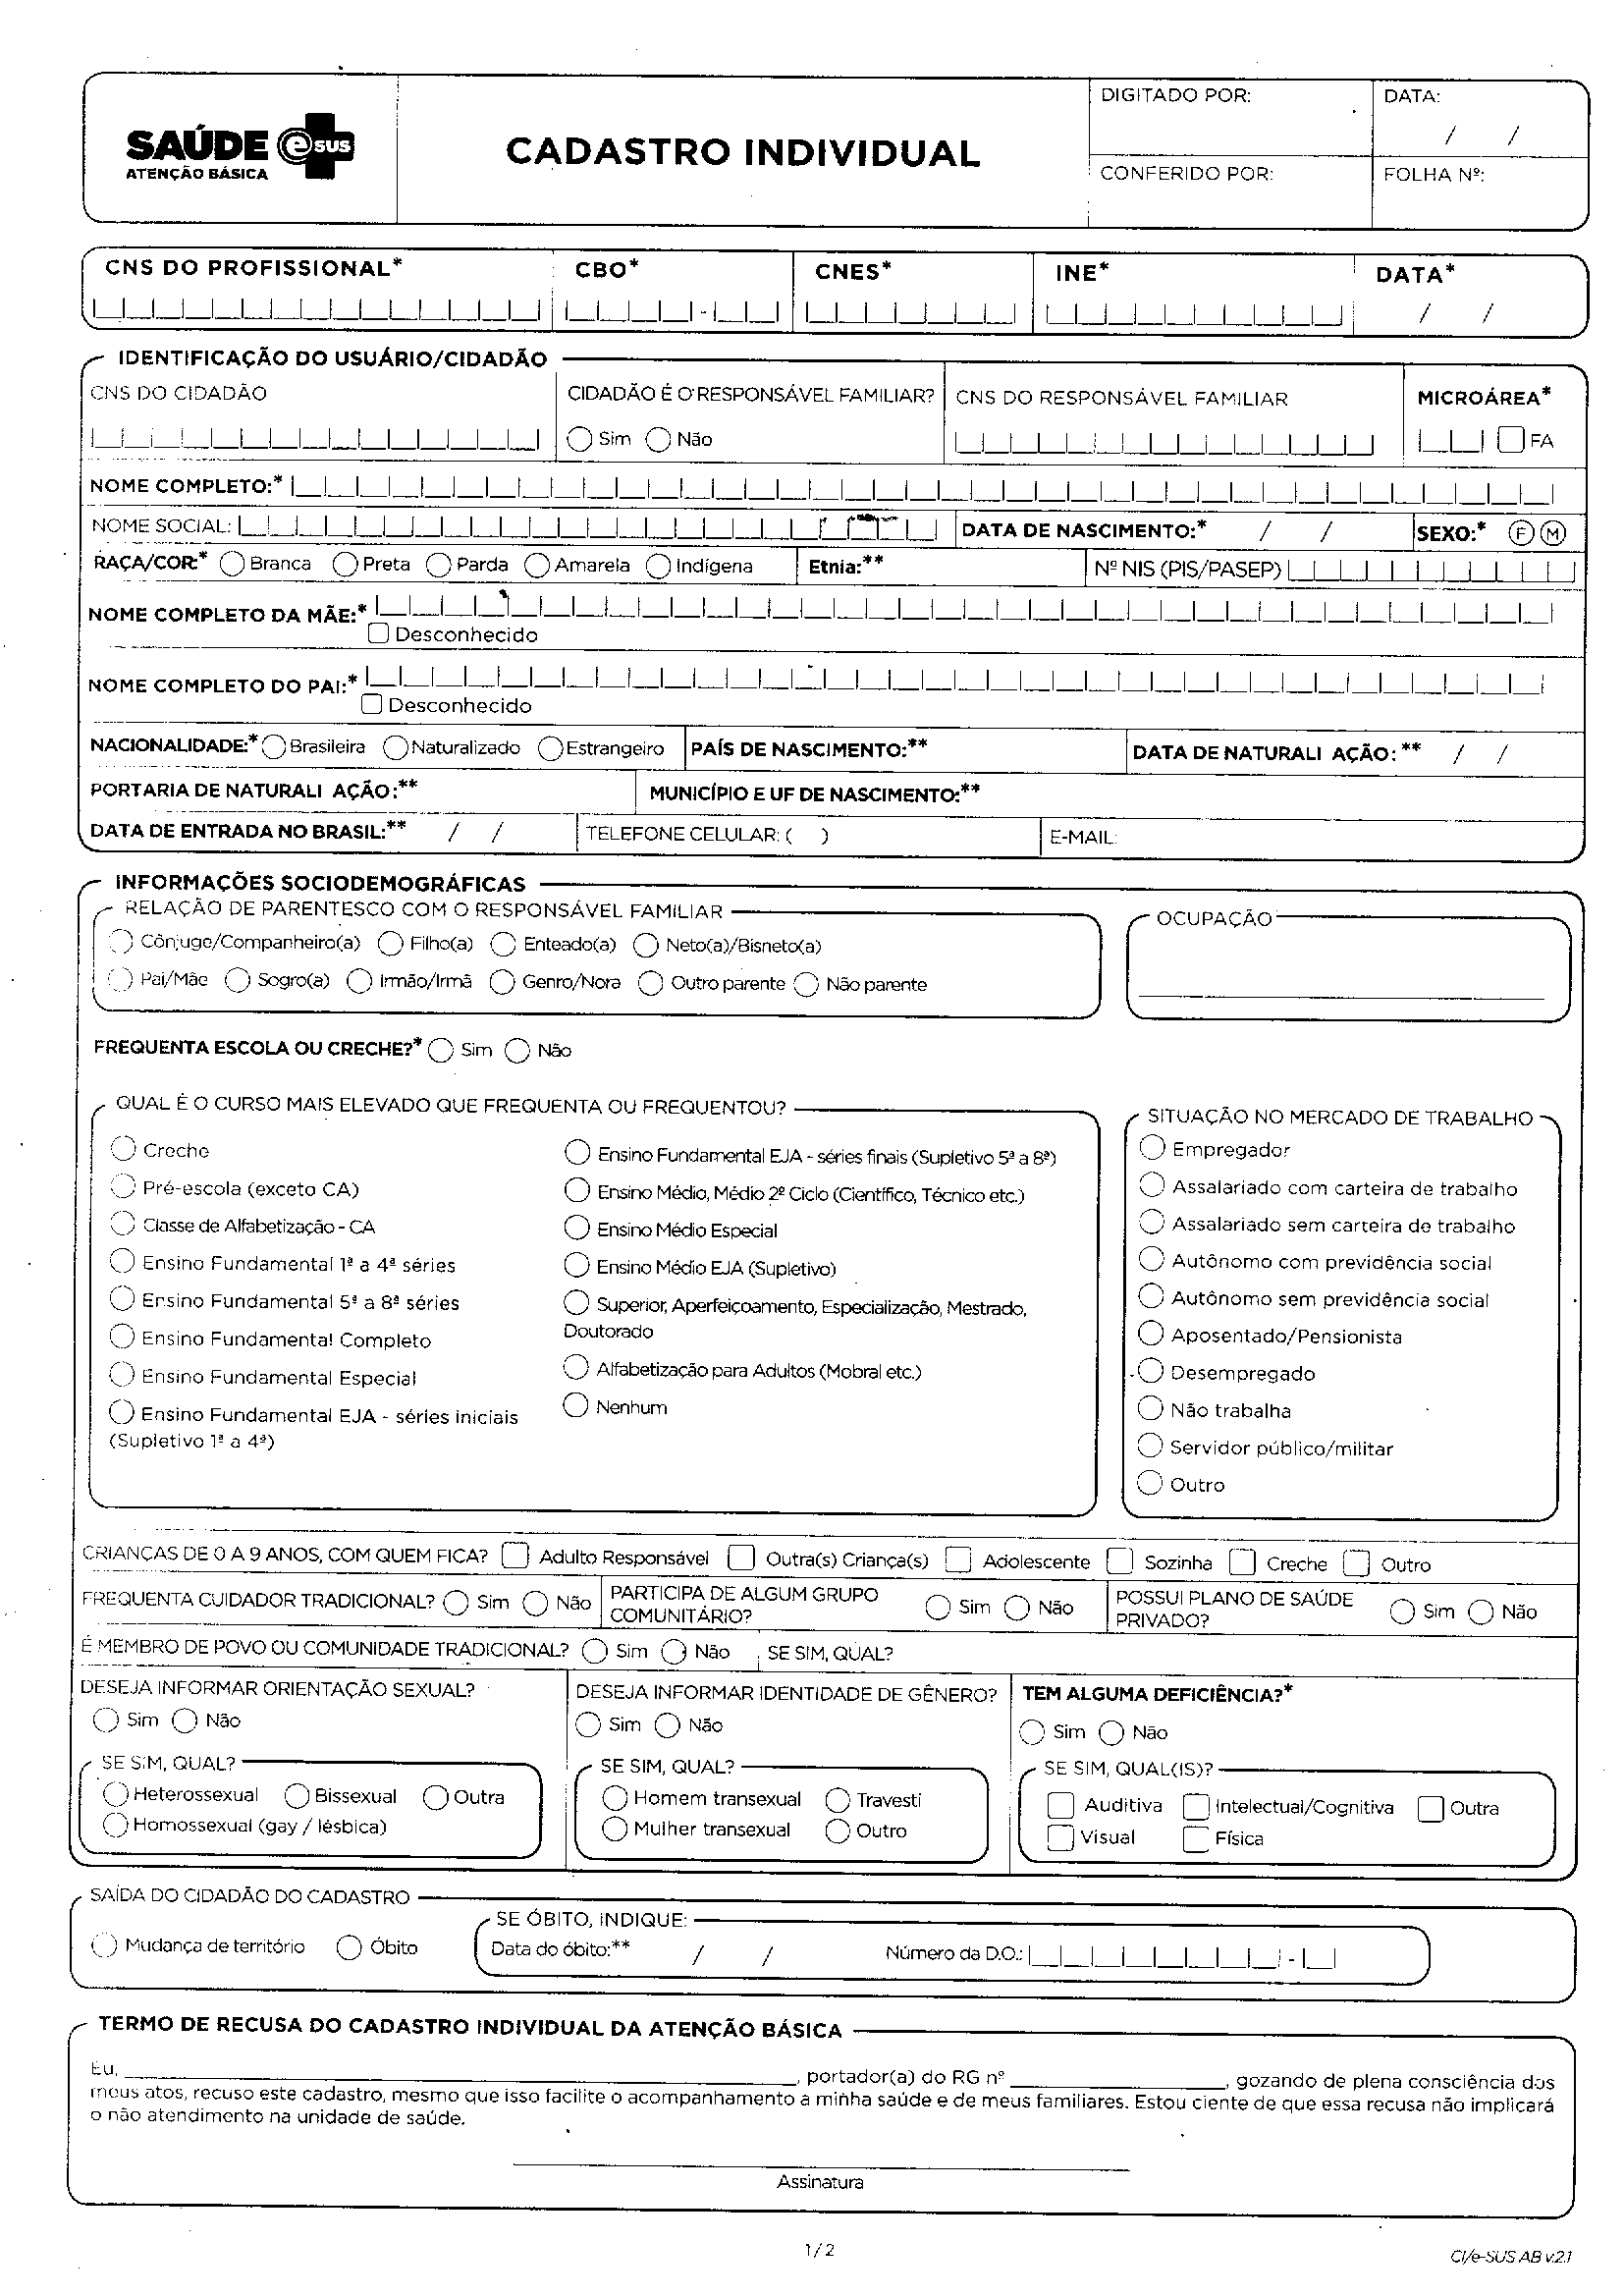 SAÚDE e SUS
ATENÇÃO BÁSICA
CADASTRO INDIVIDUAL
DIGITADO POR:
DATA:
/ /
CONFERIDO POR:
FOLHA Nº:
CNS DO PROFISSIONAL*
CBO*
CNES*
INE*
DATA*
-
/ /
IDENTIFICAÇÃO DO USUÁRIO/CIDADÃO
CNS DO CIDADÃO
CIDADÃO É O RESPONSÁVEL FAMILIAR?
Sim Não
CNS DO RESPONSÁVEL FAMILIAR
MICROÁREA*
FA
NOME COMPLETO:*
NOME SOCIAL:
DATA DE NASCIMENTO:* / /
SEXO:* F M
RAÇA/COR:* Branca Preta Parda Amarela Indígena
Etnia:**
Nº NIS (PIS/PASEP)
NOME COMPLETO DA MÃE:*
Desconhecido
NOME COMPLETO DO PAI:*
Desconhecido
NACIONALIDADE:* Brasileira Naturalizado Estrangeiro
PAÍS DE NASCIMENTO:**
DATA DE NATURALI AÇÃO: ** / /
PORTARIA DE NATURALI AÇÃO:**
MUNICÍPIO E UF DE NASCIMENTO:**
DATA DE ENTRADA NO BRASIL:** / /
TELEFONE CELULAR: ( )
E-MAIL:
INFORMAÇÕES SOCIODEMOGRÁFICAS
RELAÇÃO DE PARENTESCO COM O RESPONSÁVEL FAMILIAR
Cônjuge/Companheiro(a) Filho(a) Enteado(a) Neto(a)/Bisneto(a)
Pai/Mãe Sogro(a) Irmão/Irmã Genro/Nora Outro parente Não parente
OCUPAÇÃO
FREQUENTA ESCOLA OU CRECHE?* Sim Não
QUAL É O CURSO MAIS ELEVADO QUE FREQUENTA OU FREQUENTOU?
Creche
Pré-escola (exceto CA)
Classe de Alfabetização - CA
Ensino Fundamental 1ª a 4ª séries
Ensino Fundamental 5ª a 8ª séries
Ensino Fundamental Completo
Ensino Fundamental Especial
Ensino Fundamental EJA - séries iniciais
(Supletivo 1ª a 4ª)
Ensino Fundamental EJA - séries finais (Supletivo 5ª a 8ª)
Ensino Médio, Médio 2º Ciclo (Científico, Técnico etc.)
Ensino Médio Especial
Ensino Médio EJA (Supletivo)
Superior, Aperfeiçoamento, Especialização, Mestrado,
Doutorado
Alfabetização para Adultos (Mobral etc.)
Nenhum
SITUAÇÃO NO MERCADO DE TRABALHO
Empregador
Assalariado com carteira de trabalho
Assalariado sem carteira de trabalho
Autônomo com previdência social
Autônomo sem previdência social
Aposentado/Pensionista
Desempregado
Não trabalha
Servidor público/militar
Outro
CRIANÇAS DE 0 A 9 ANOS, COM QUEM FICA? Adulto Responsável Outra(s) Criança(s) Adolescente Sozinha Creche Outro
FREQUENTA CUIDADOR TRADICIONAL? Sim Não
PARTICIPA DE ALGUM GRUPO
COMUNITÁRIO?
Sim Não
POSSUI PLANO DE SAÚDE
PRIVADO?
Sim Não
É MEMBRO DE POVO OU COMUNIDADE TRADICIONAL? Sim Não SE SIM, QUAL?
DESEJA INFORMAR ORIENTAÇÃO SEXUAL?
Sim Não
SE SIM, QUAL?
Heterossexual Bissexual Outra
Homossexual (gay / lésbica)
DESEJA INFORMAR IDENTIDADE DE GÊNERO?
Sim Não
SE SIM, QUAL?
Homem transexual Travesti
Mulher transexual Outro
TEM ALGUMA DEFICIÊNCIA?*
Sim Não
SE SIM, QUAL(IS)?
Auditiva Intelectual/Cognitiva Outra
Visual Física
SAÍDA DO CIDADÃO DO CADASTRO
Mudança de território Óbito
SE ÓBITO, INDIQUE:
Data do óbito:** / / Número da D.O.: -
TERMO DE RECUSA DO CADASTRO INDIVIDUAL DA ATENÇÃO BÁSICA
Eu, , portador(a) do RG nº , gozando de plena consciência dos
meus atos, recuso este cadastro, mesmo que isso facilite o acompanhamento a minha saúde e de meus familiares. Estou ciente de que essa recusa não implicará
o não atendimento na unidade de saúde.
Assinatura
1 / 2
CI/e-SUS AB v.2.1